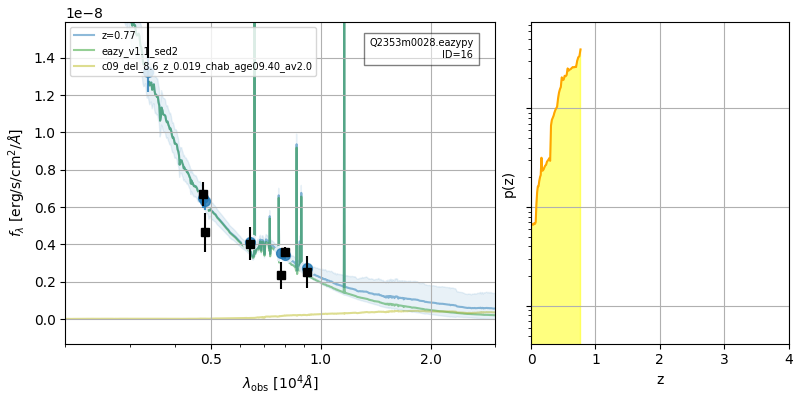 1e−8
z=0.77
eazy_v1.1_sed2
c09_del_8.6_z_0.019_chab_age09.40_av2.0
Q2353m0028.eazypy
ID=16
1.4
1.2
1.0
0.8
0.6
0.4
0.2
0.0
fλ [erg/s/cm²/Å]
0.5
1.0
2.0
λobs [10⁴Å]
p(z)
0
1
2
3
4
z